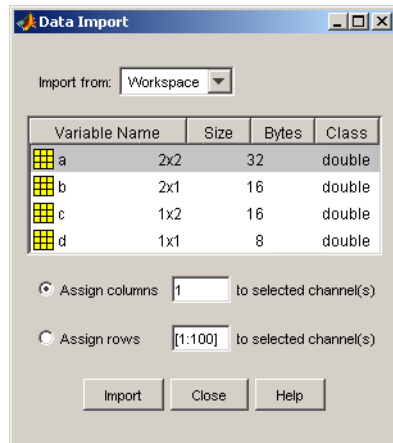 Data Import
Import from: Workspace
Variable Name Size Bytes Class
a 2x2 32 double
b 2x1 16 double
c 1x2 16 double
d 1x1 8 double
Assign columns 1 to selected channel(s)
Assign rows [1:100] to selected channel(s)
Import Close Help